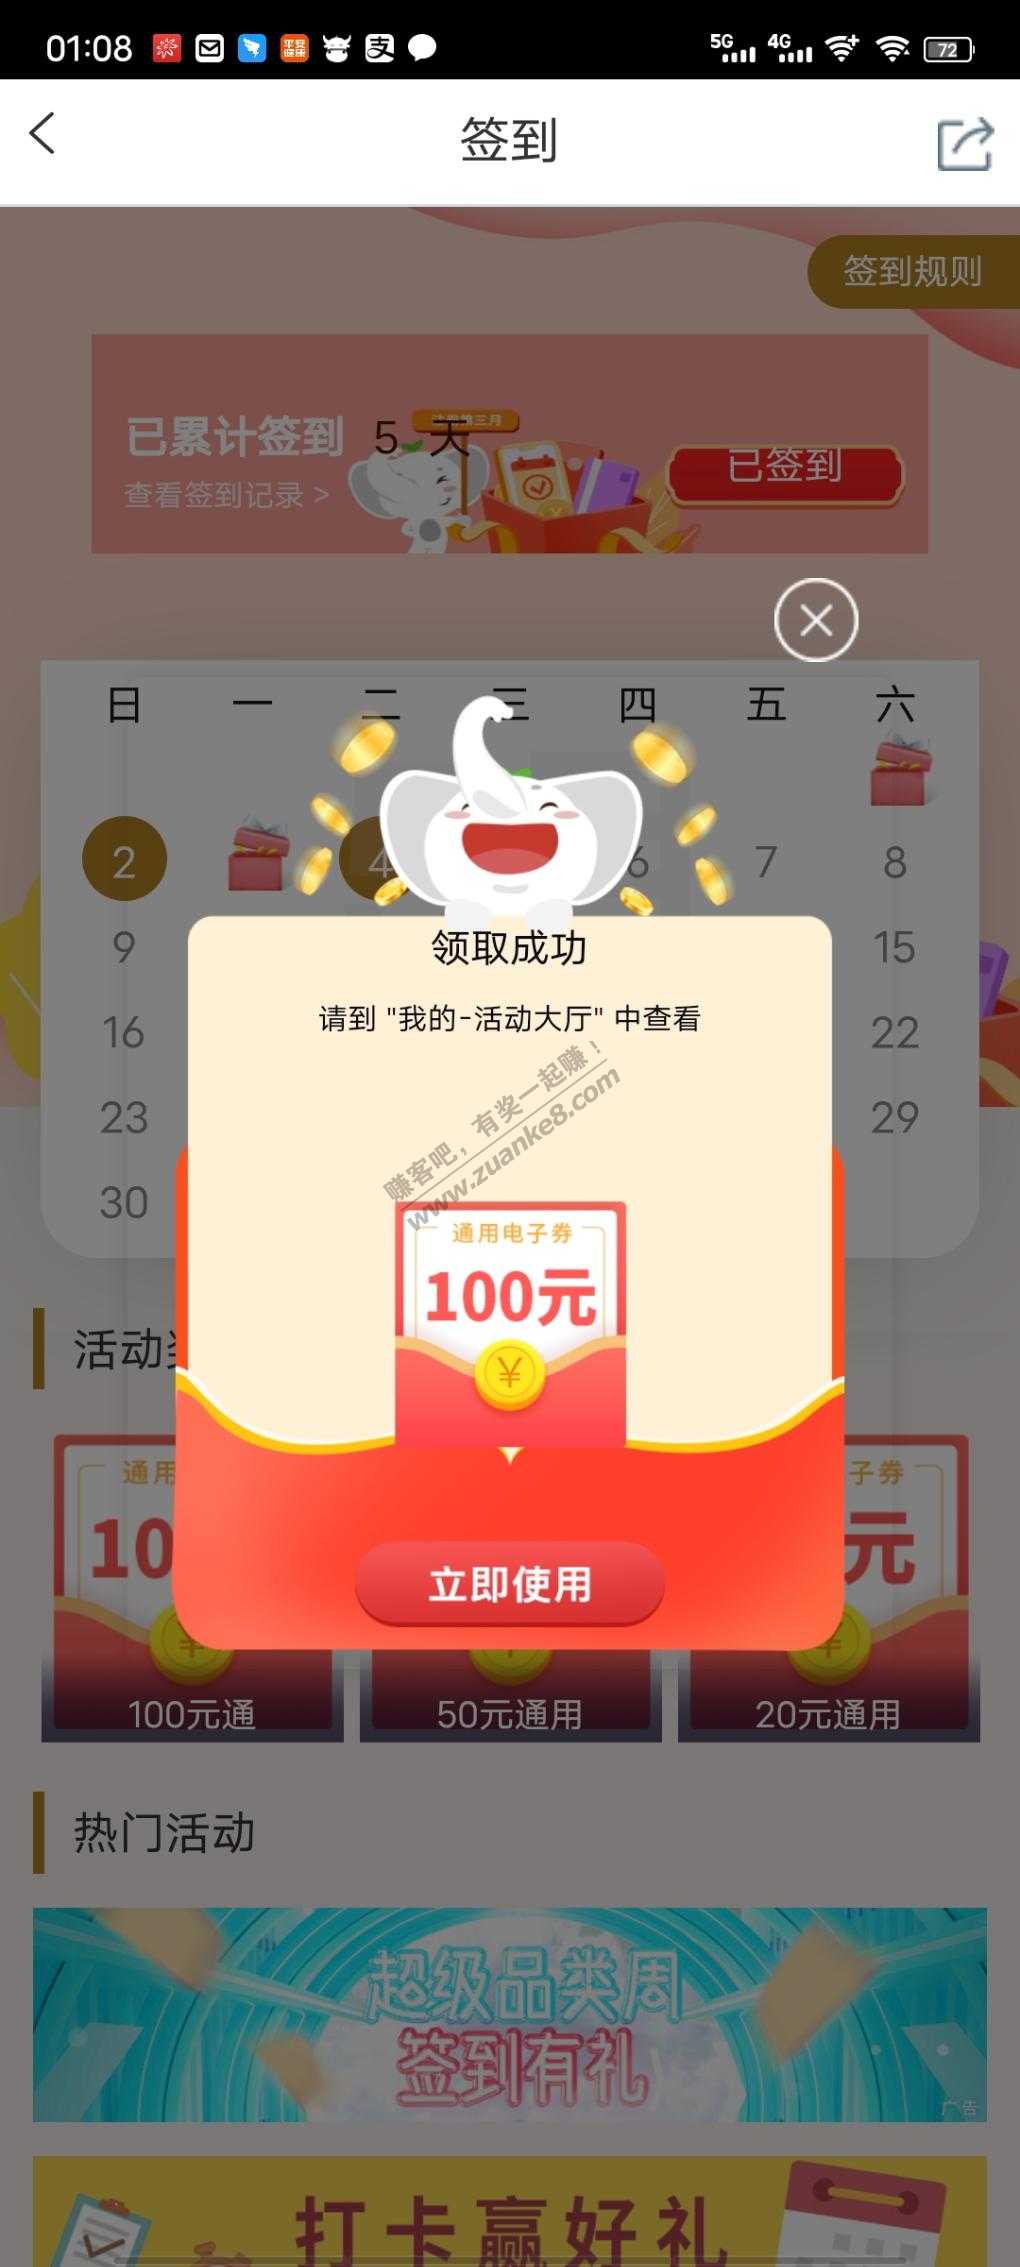 01:08
5G
4G
72
签到
签到规则
已累计签到 5 天
已签到
查看签到记录 >
日 一 二 三 四 五 六
2 4 6 7 8
9 15
16 22
23 29
30
领取成功
请到 "我的-活动大厅" 中查看
赚客吧，有奖一起赚！
www.zuanke8.com
通用电子券
100元
¥
立即使用
活动
通用
10
子券
元
100元通
50元通用
20元通用
热门活动
超级品类周
签到有礼
广告
打卡赢好礼